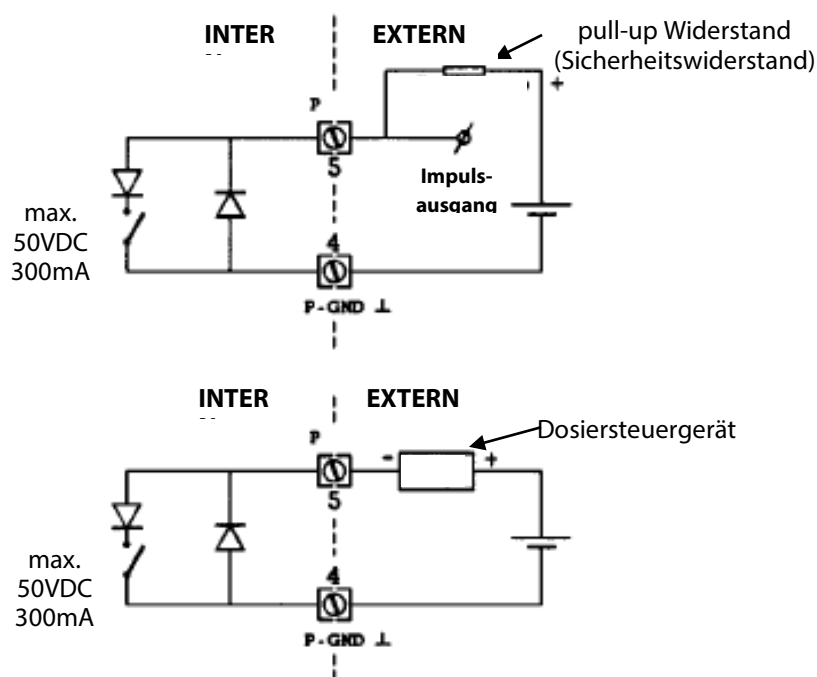 INTER
EXTERN
pull-up Widerstand
(Sicherheitswiderstand)
+
P
5
Impuls-
ausgang
max.
50VDC
300mA
4
P-GND ⊥
INTER
EXTERN
Dosiersteuergerät
P
- +
5
max.
50VDC
300mA
4
P-GND ⊥